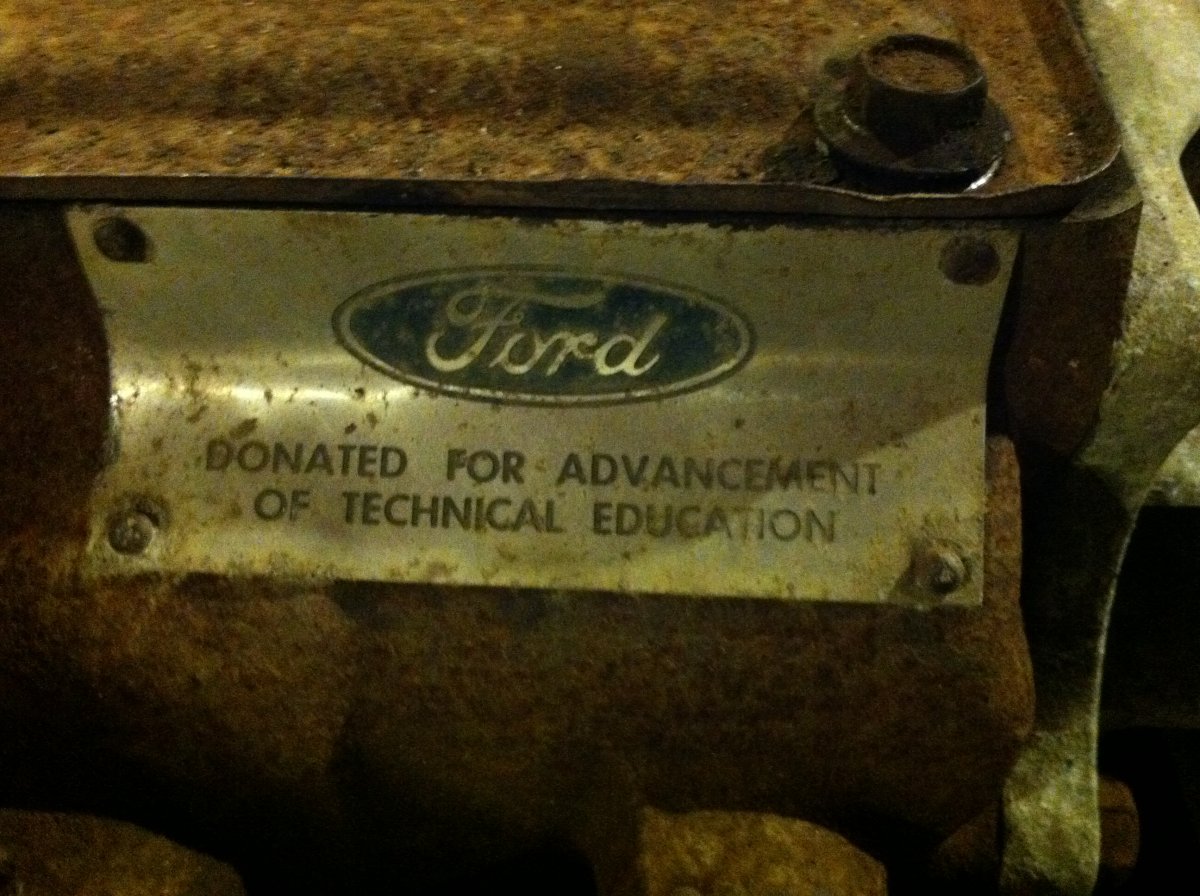 Ford
DONATED FOR ADVANCEMENT
OF TECHNICAL EDUCATION